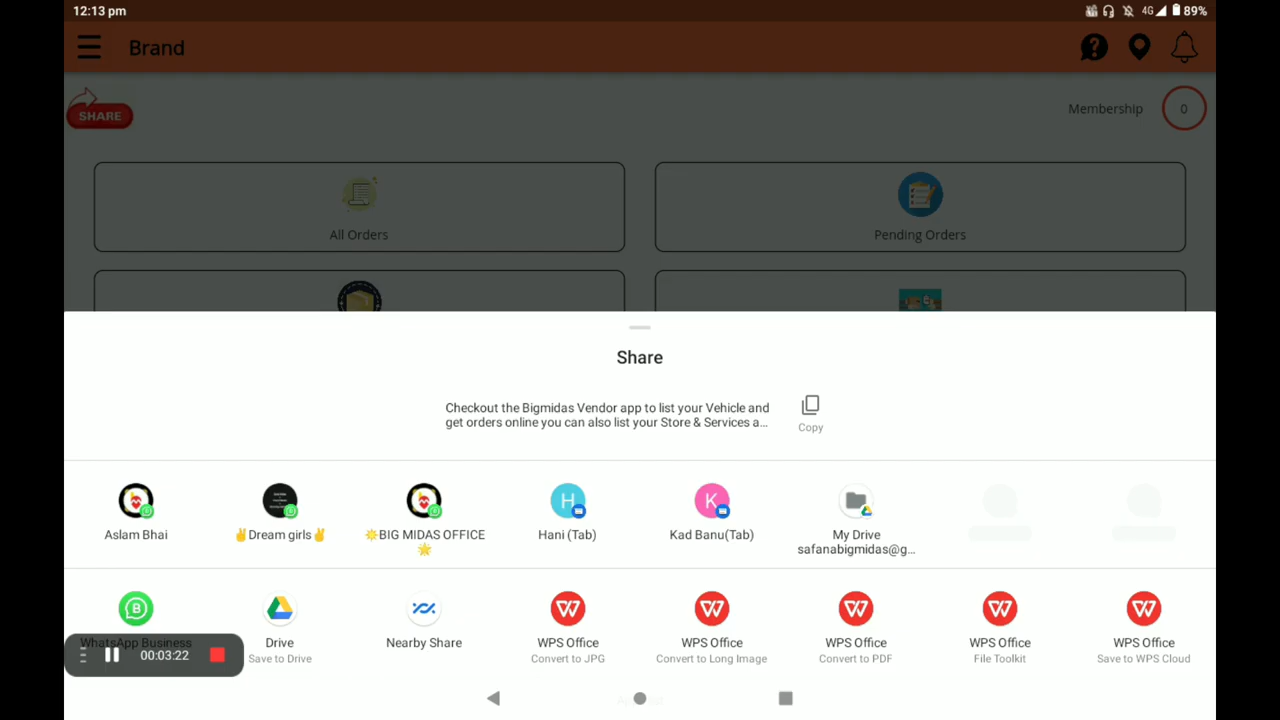 12:13 pm
4G 89%
Brand
SHARE
Membership 0
All Orders
Pending Orders
Share
Checkout the Bigmidas Vendor app to list your Vehicle and
get orders online you can also list your Store & Services a...
Copy
Aslam Bhai
✌Dream girls✌
☀BIG MIDAS OFFICE
🌟
H
Hani (Tab)
K
Kad Banu(Tab)
My Drive
safanabigmidas@g...
WhatsApp Business
Drive
Save to Drive
Nearby Share
WPS Office
Convert to JPG
WPS Office
Convert to Long Image
WPS Office
Convert to PDF
WPS Office
File Toolkit
WPS Office
Save to WPS Cloud
00:03:22